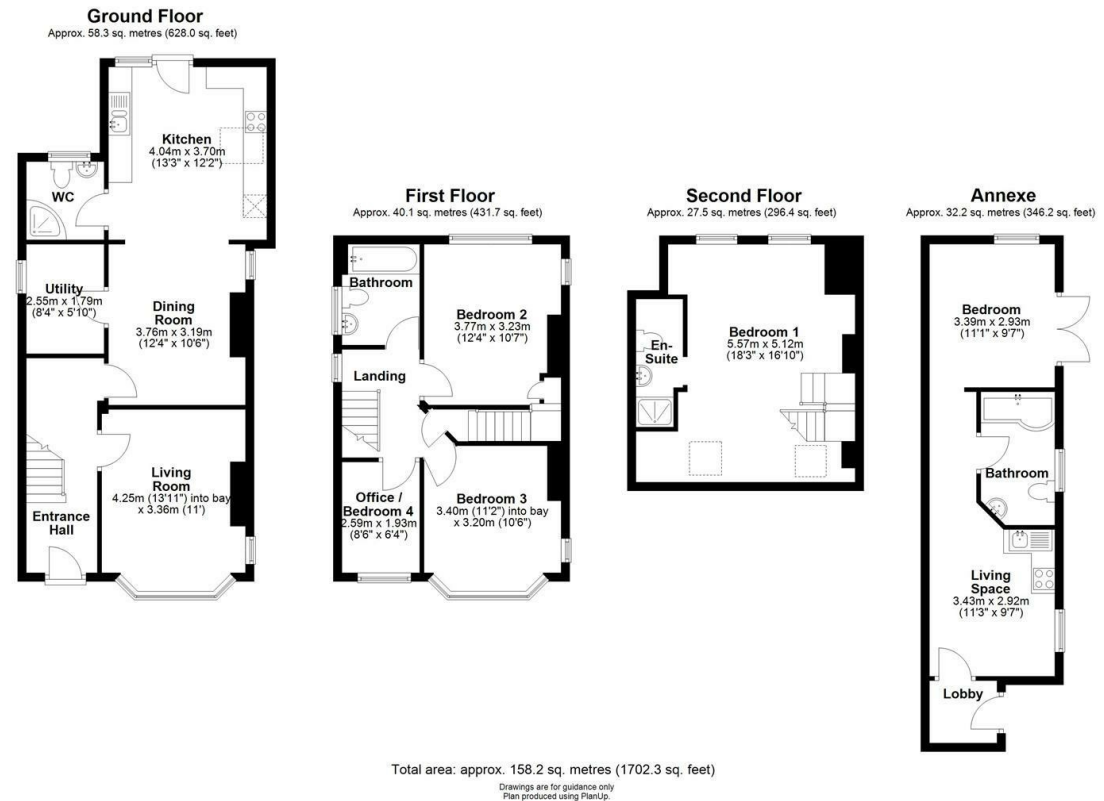 Ground Floor
Approx. 58.3 sq. metres (628.0 sq. feet)
Kitchen
4.04m x 3.70m
(13'3" x 12'2")
WC
Utility
2.55m x 1.79m
(8'4" x 5'10")
Dining
Room
3.76m x 3.19m
(12'4" x 10'6")
Living
Room
4.25m (13'11") into bay
x 3.36m (11')
Entrance
Hall
First Floor
Approx. 40.1 sq. metres (431.7 sq. feet)
Bathroom
Bedroom 2
3.77m x 3.23m
(12'4" x 10'7")
Landing
Office /
Bedroom 4
2.59m x 1.93m
(8'6" x 6'4")
Bedroom 3
3.40m (11'2") into bay
x 3.20m (10'6")
Second Floor
Approx. 27.5 sq. metres (296.4 sq. feet)
Bedroom 1
5.57m x 5.12m
(18'3" x 16'10")
En-
Suite
Annexe
Approx. 32.2 sq. metres (346.2 sq. feet)
Bedroom
3.39m x 2.93m
(11'1" x 9'7")
Bathroom
Living
Space
3.43m x 2.92m
(11'3" x 9'7")
Lobby
Total area: approx. 158.2 sq. metres (1702.3 sq. feet)
Drawings are for guidance only
Plan produced using PlanUp.